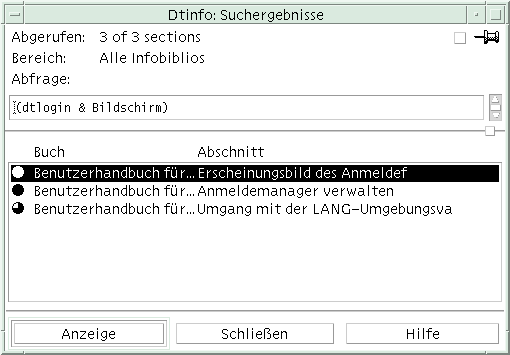 Dtinfo: Suchergebnisse
Abgerufen: 3 of 3 sections
Bereich: Alle Infobiblios
Abfrage:
(dtlogin & Bildschirm)
Buch Abschnitt
Benutzerhandbuch für... Erscheinungsbild des Anmeldef
Benutzerhandbuch für... Anmeldemanager verwalten
Benutzerhandbuch für... Umgang mit der LANG-Umgebungsva
Anzeige Schließen Hilfe